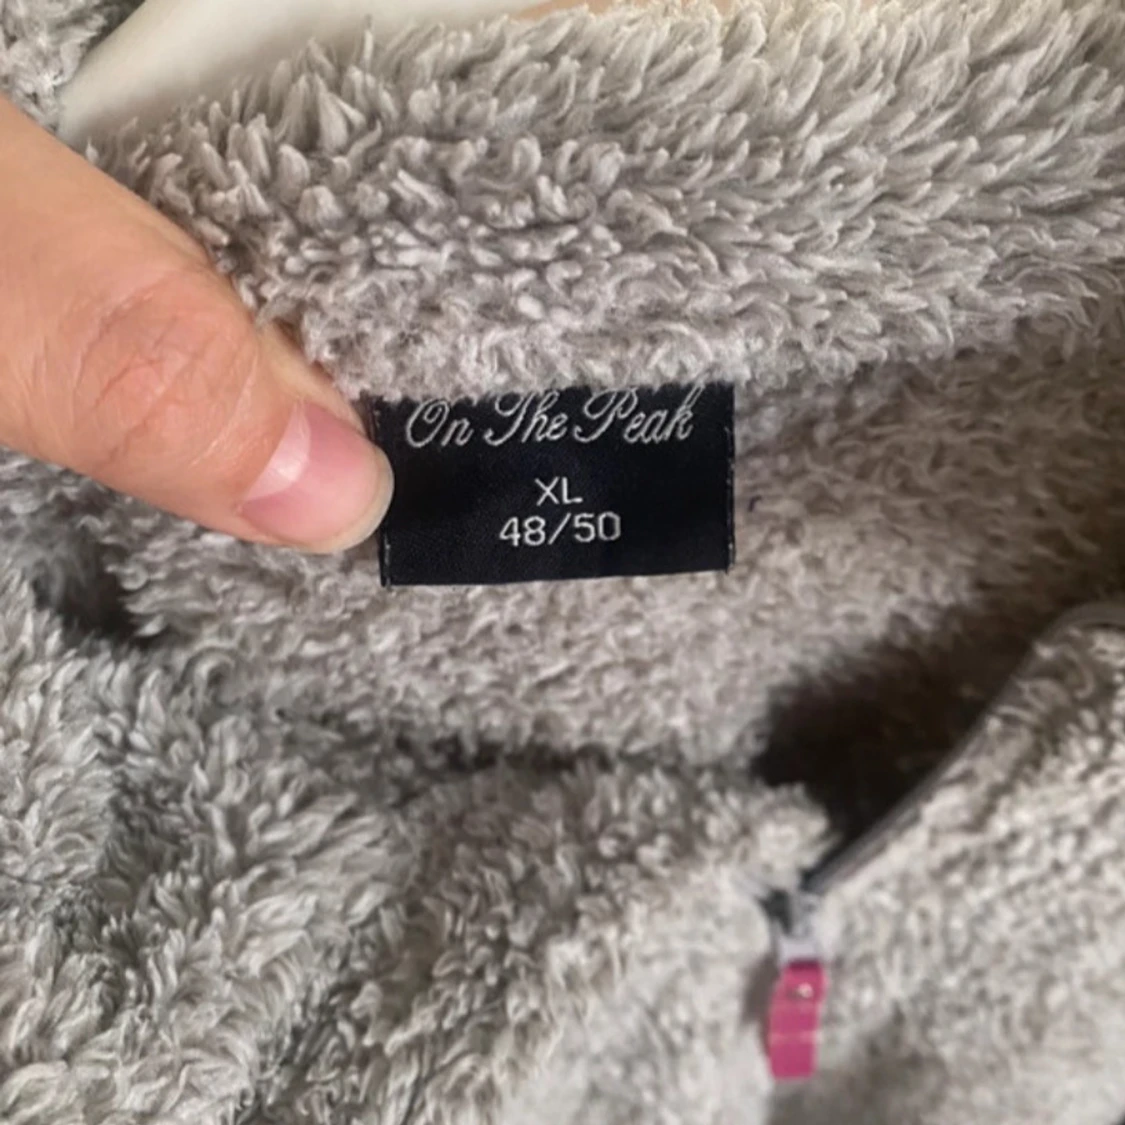 On The Peak
XL
48/50